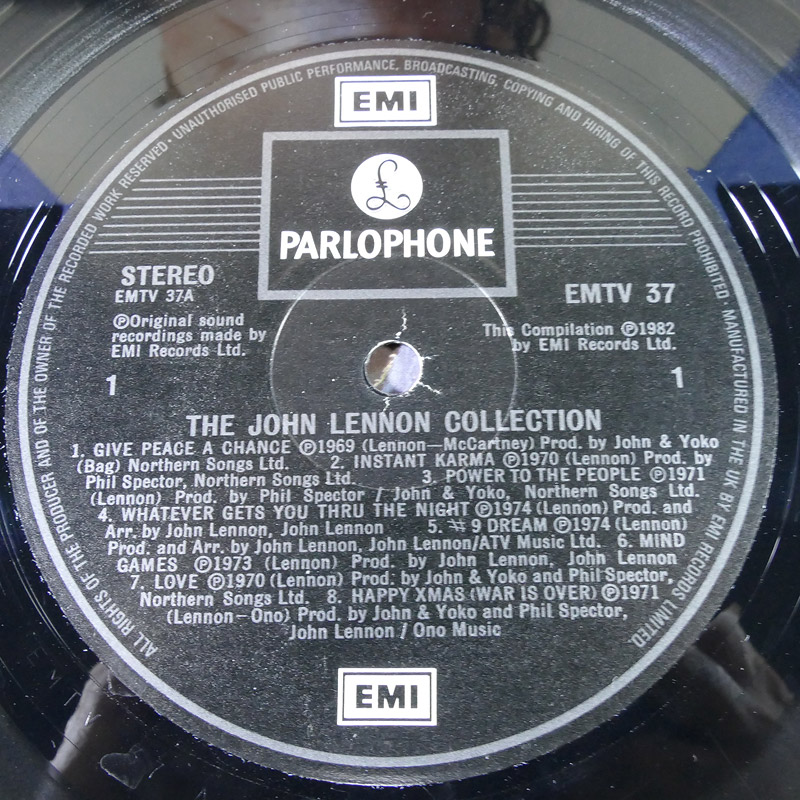 ALL RIGHTS OF THE PRODUCER AND OF THE OWNER OF THE RECORDED WORK RESERVED · UNAUTHORISED PUBLIC PERFORMANCE, BROADCASTING, COPYING AND HIRING OF THIS RECORD PROHIBITED · MANUFACTURED IN THE UK BY EMI RECORDS LIMITED.
EMI
£
PARLOPHONE
STEREO
EMTV 37A
EMTV 37
℗Original sound
recordings made by
EMI Records Ltd.
This Compilation ℗1982
by EMI Records Ltd.
1
1
THE JOHN LENNON COLLECTION
1. GIVE PEACE A CHANCE ℗1969 (Lennon—McCartney) Prod. by John & Yoko
(Bag) Northern Songs Ltd. 2. INSTANT KARMA ℗1970 (Lennon) Prod. by
Phil Spector, Northern Songs Ltd. 3. POWER TO THE PEOPLE ℗1971
(Lennon) Prod. by Phil Spector / John & Yoko, Northern Songs Ltd.
4. WHATEVER GETS YOU THRU THE NIGHT ℗1974 (Lennon) Prod. and
Arr. by John Lennon, John Lennon 5. #9 DREAM ℗1974 (Lennon)
Prod. and Arr. by John Lennon, John Lennon/ATV Music Ltd. 6. MIND
GAMES ℗1973 (Lennon) Prod. by John Lennon, John Lennon
7. LOVE ℗1970 (Lennon) Prod. by John & Yoko and Phil Spector,
Northern Songs Ltd. 8. HAPPY XMAS (WAR IS OVER) ℗1971
(Lennon—Ono) Prod. by John & Yoko and Phil Spector,
John Lennon / Ono Music
EMI